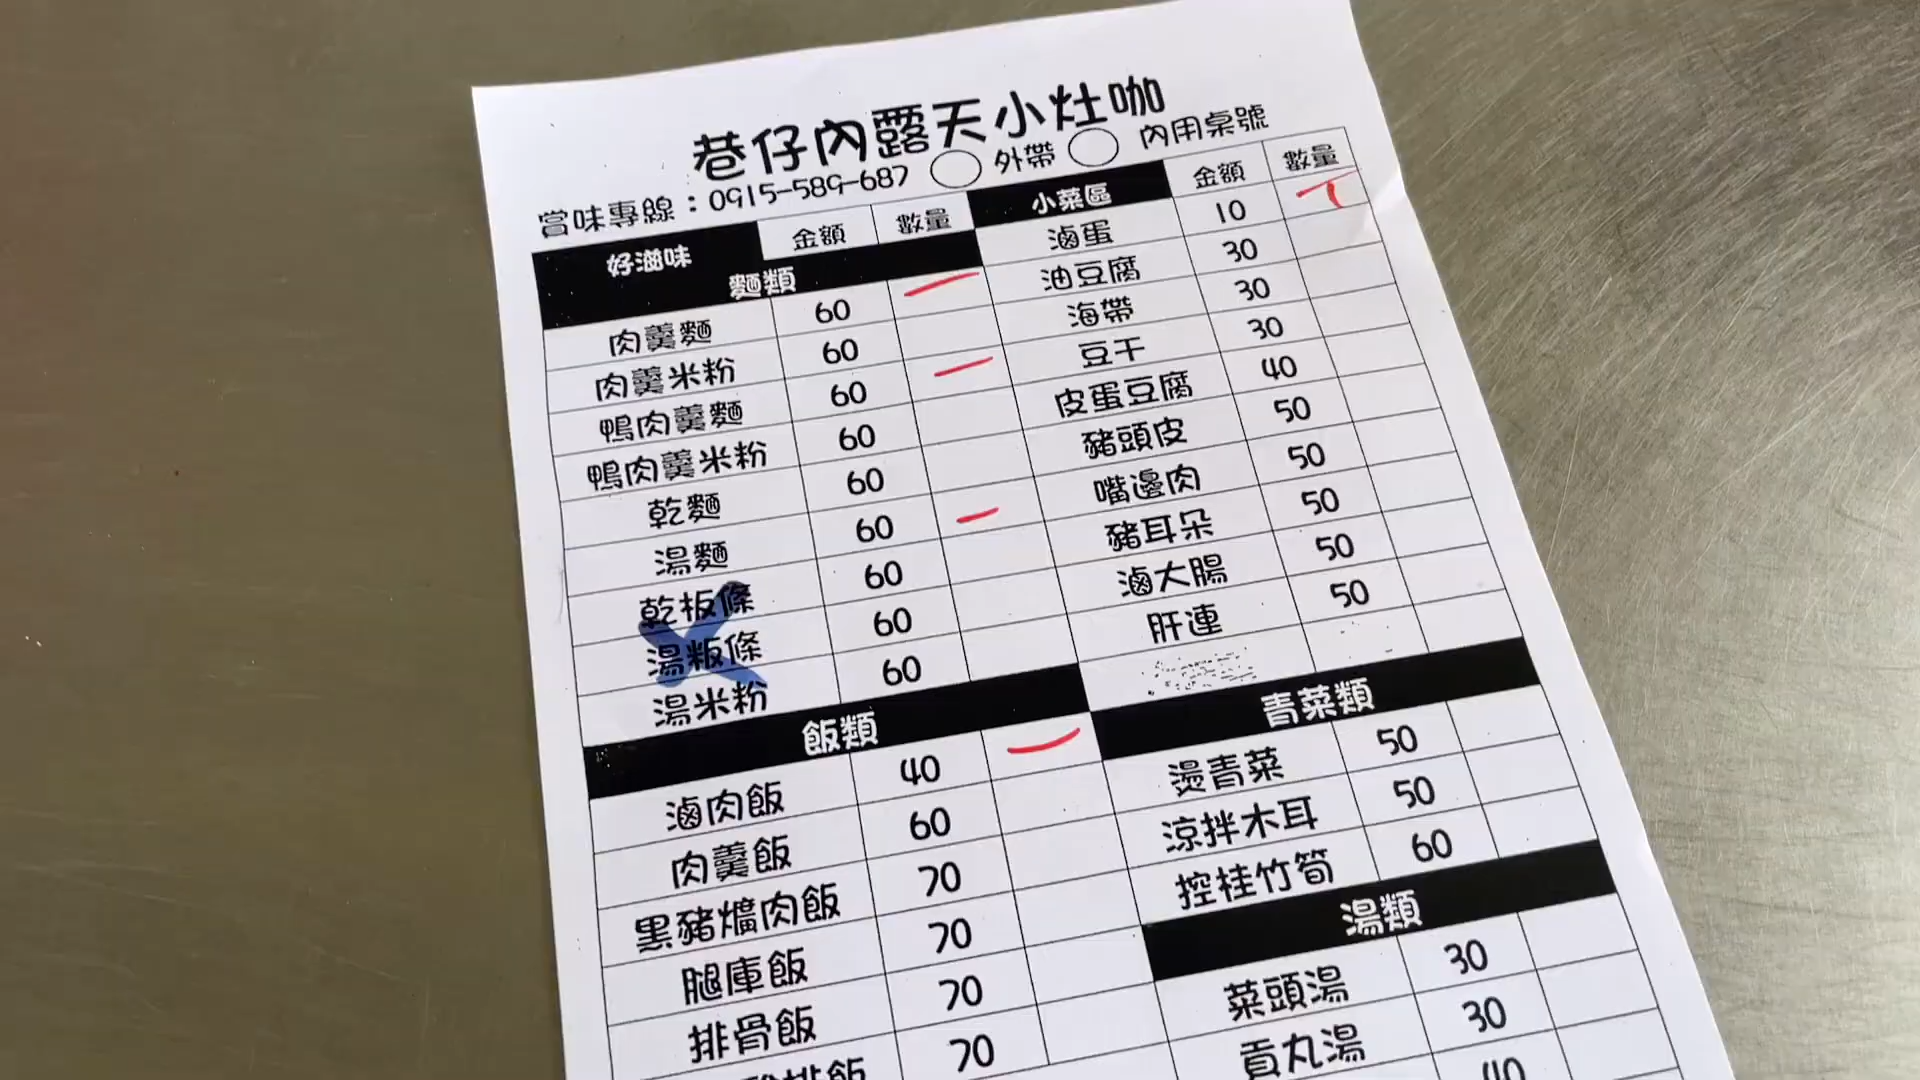 巷仔內露天小灶咖
賞味專線：0915-589-687 外帶 內用桌號
好滋味 金額 數量
麵類
肉羹麵 60
肉羹米粉 60
鴨肉羹麵 60
鴨肉羹米粉 60
乾麵 60
湯麵 60
乾板條 60
湯粄條 60
湯米粉 60
飯類
滷肉飯 40
肉羹飯 60
黑豬爌肉飯 70
腿庫飯 70
排骨飯 70
排飯 70
小菜區 金額 數量
滷蛋 10
油豆腐 30
海帶 30
豆干 30
皮蛋豆腐 40
豬頭皮 50
嘴邊肉 50
豬耳朵 50
滷大腸 50
肝連 50
青菜類
燙青菜 50
涼拌木耳 50
控桂竹筍 60
湯類
菜頭湯 30
貢丸湯 30
40